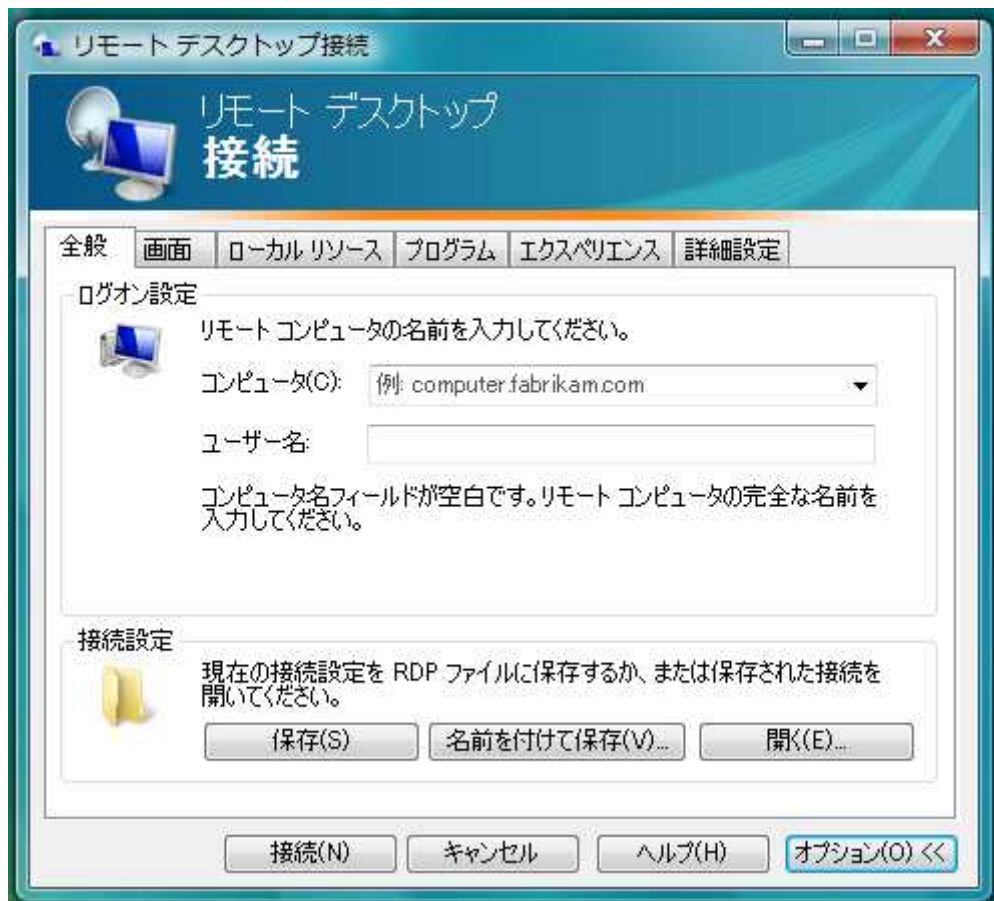 リモート デスクトップ接続
リモート デスクトップ
接続
全般 画面 ローカル リソース プログラム エクスペリエンス 詳細設定
ログオン設定
リモート コンピュータの名前を入力してください。
コンピュータ(C): 例: computer.fabrikam.com
ユーザー名:
コンピュータ名フィールドが空白です。リモート コンピュータの完全な名前を
入力してください。
接続設定
現在の接続設定を RDP ファイルに保存するか、または保存された接続を
開いてください。
保存(S) 名前を付けて保存(V)... 開く(E)...
接続(N) キャンセル ヘルプ(H) オプション(O) <<